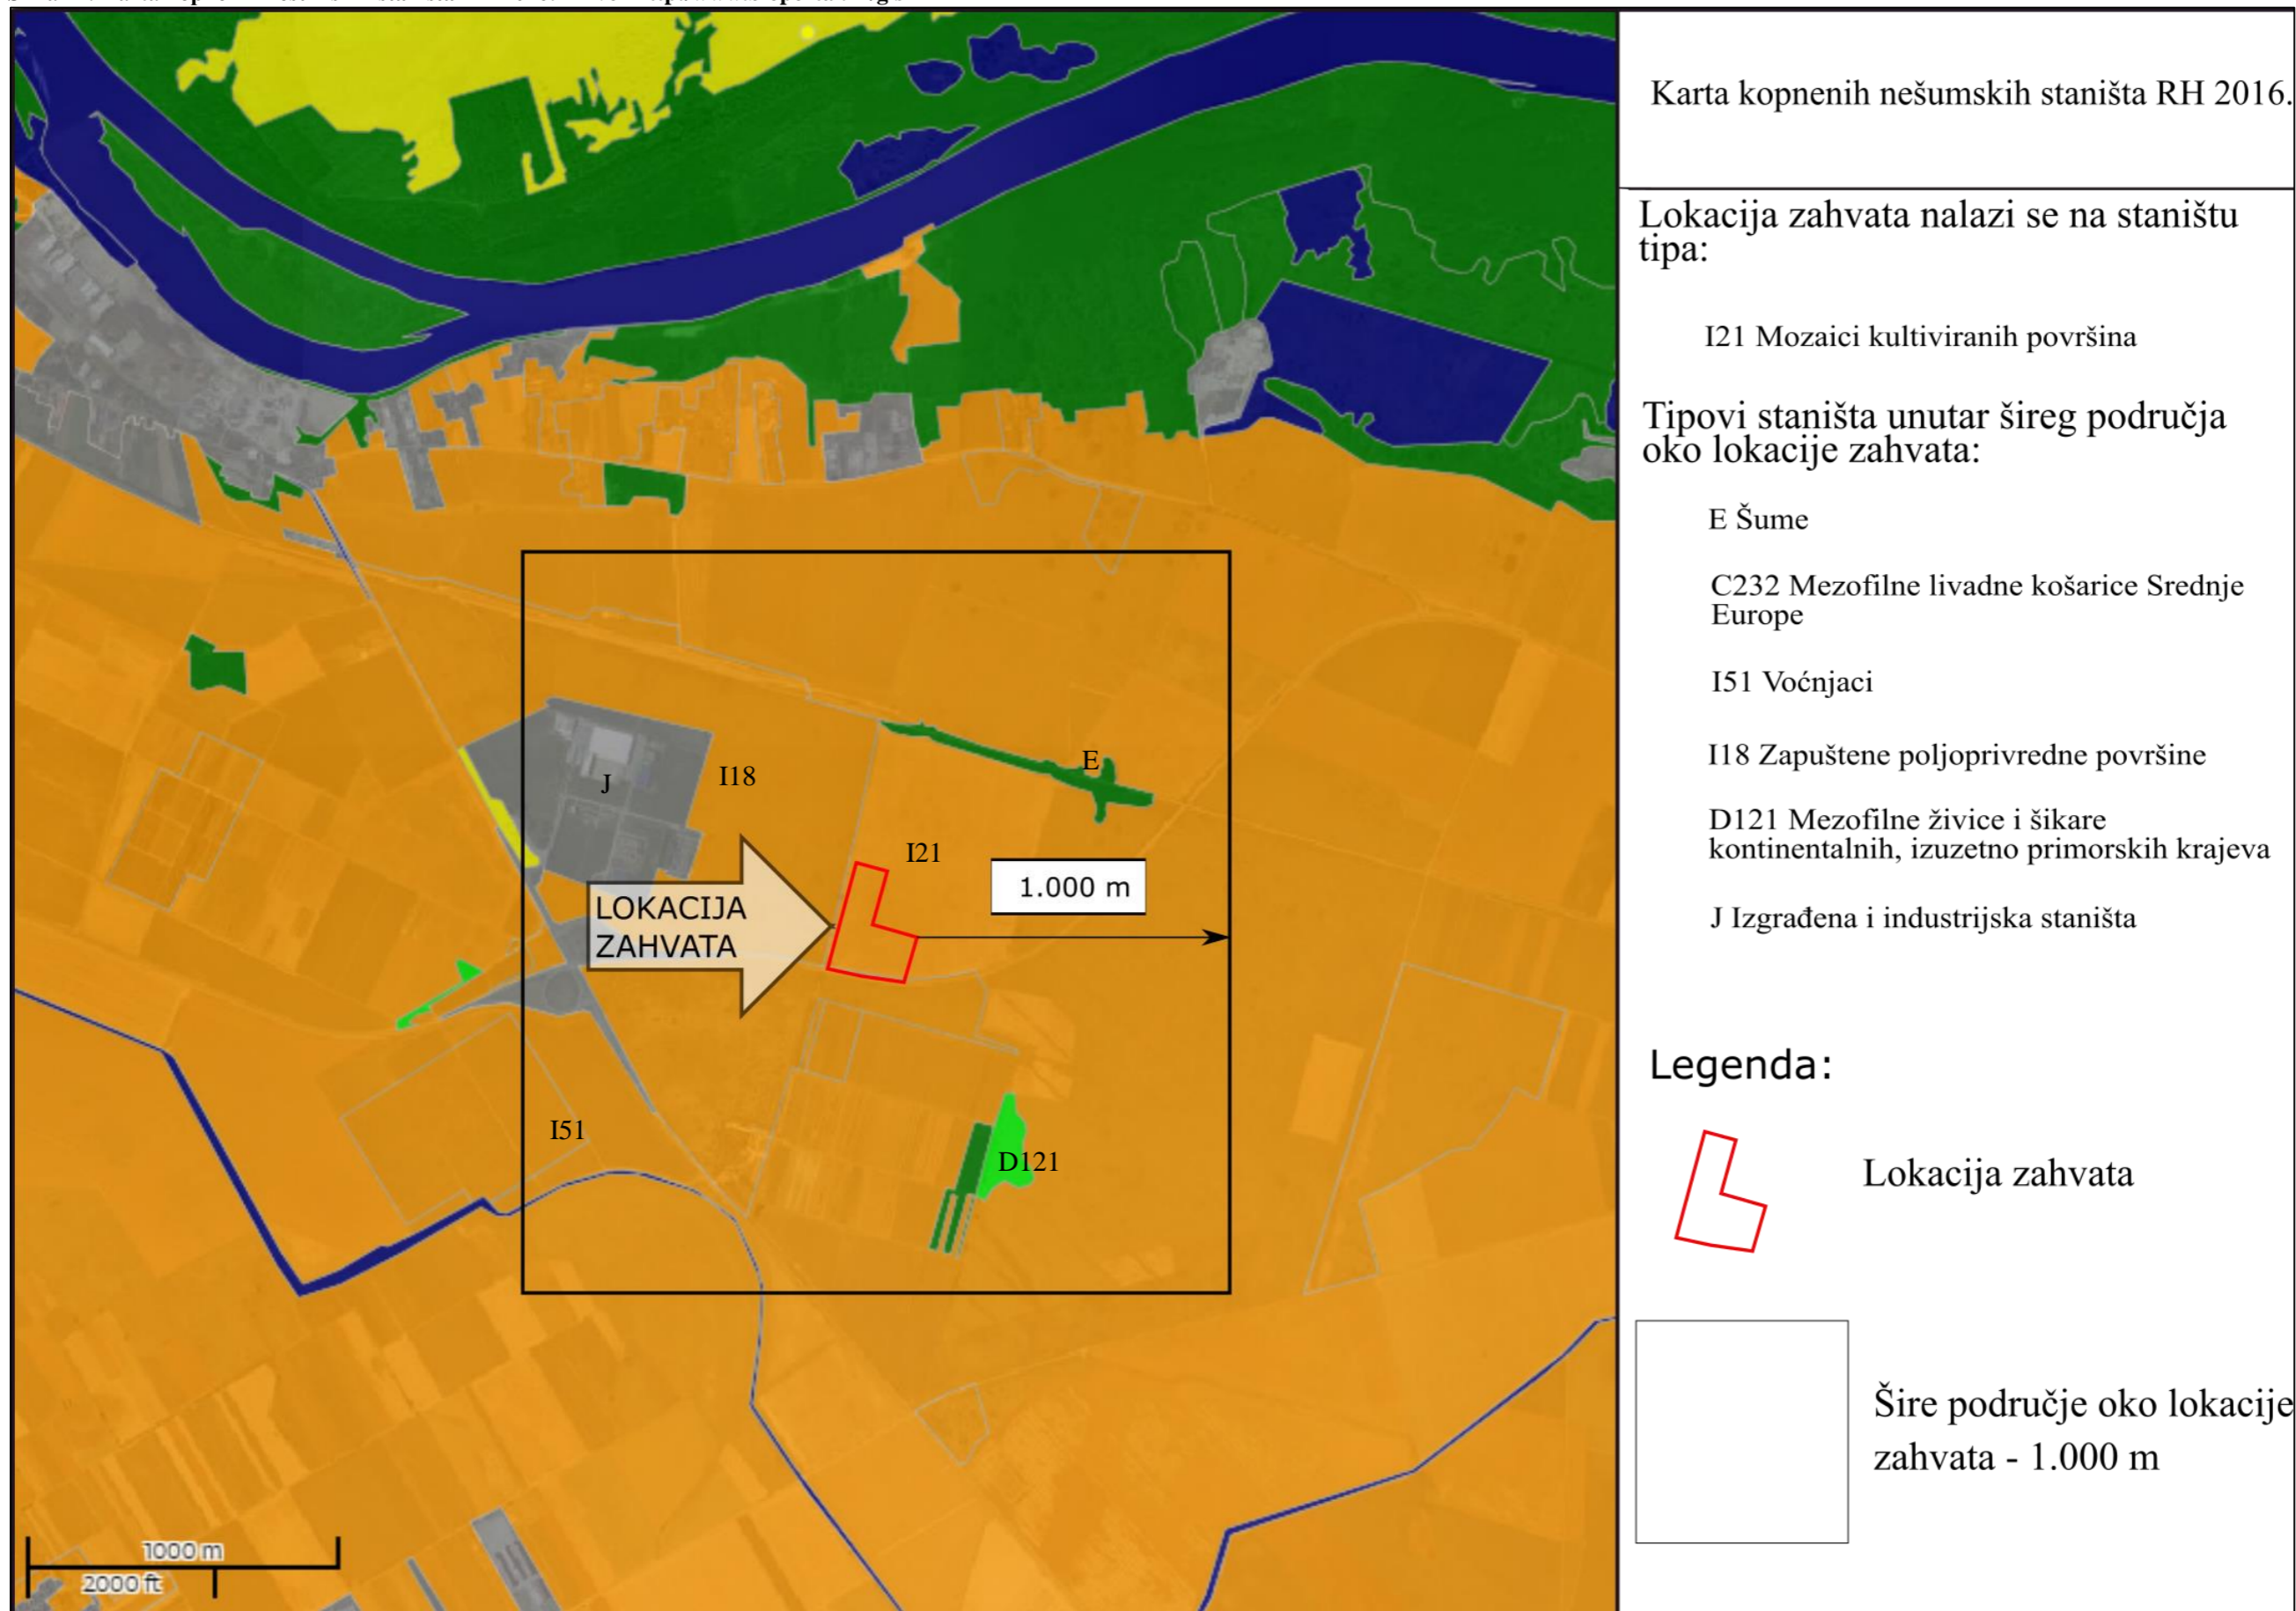 Karta kopnenih nešumskih staništa RH 2016.
Lokacija zahvata nalazi se na staništu
tipa:
I21 Mozaici kultiviranih površina
Tipovi staništa unutar šireg područja
oko lokacije zahvata:
E Šume
C232 Mezofilne livadne košarice Srednje
Europe
I51 Voćnjaci
I18 Zapuštene poljoprivredne površine
D121 Mezofilne živice i šikare
kontinentalnih, izuzetno primorskih krajeva
J Izgrađena i industrijska staništa
Legenda:
Lokacija zahvata
Šire područje oko lokacije
zahvata - 1.000 m
E
J
I18
I21
1.000 m
LOKACIJA
ZAHVATA
I51
D121
1000 m
2000 ft